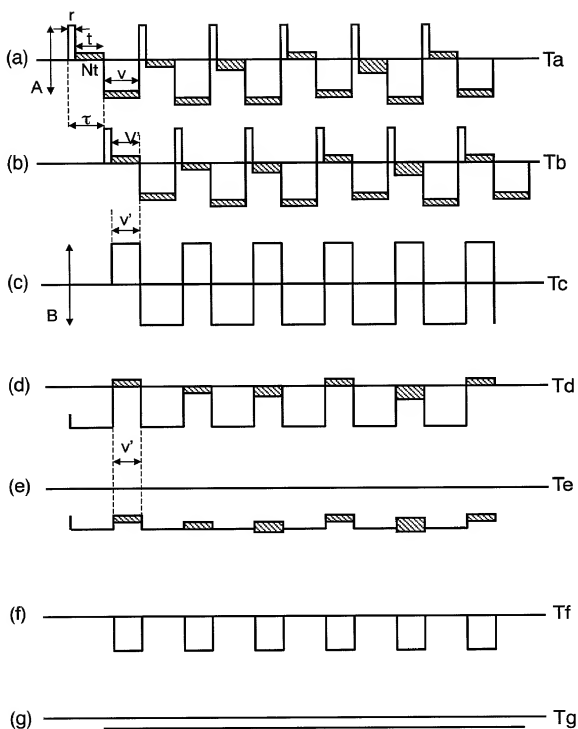 r
t
(a)
Ta
Nt
v
A
τ
V'
(b)
Tb
v'
(c)
Tc
B
(d)
Td
v'
(e)
Te
(f)
Tf
(g)
Tg